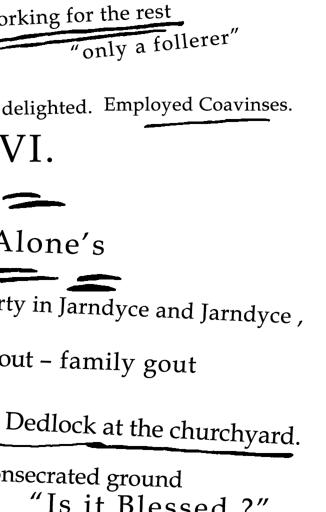 orking for the rest
“only a follerer”
delighted. Employed Coavinses.
VI.
Alone’s
rty in Jarndyce and Jarndyce ,
out – family gout
Dedlock at the churchyard.
nsecrated ground
“Is it Blessed ?”